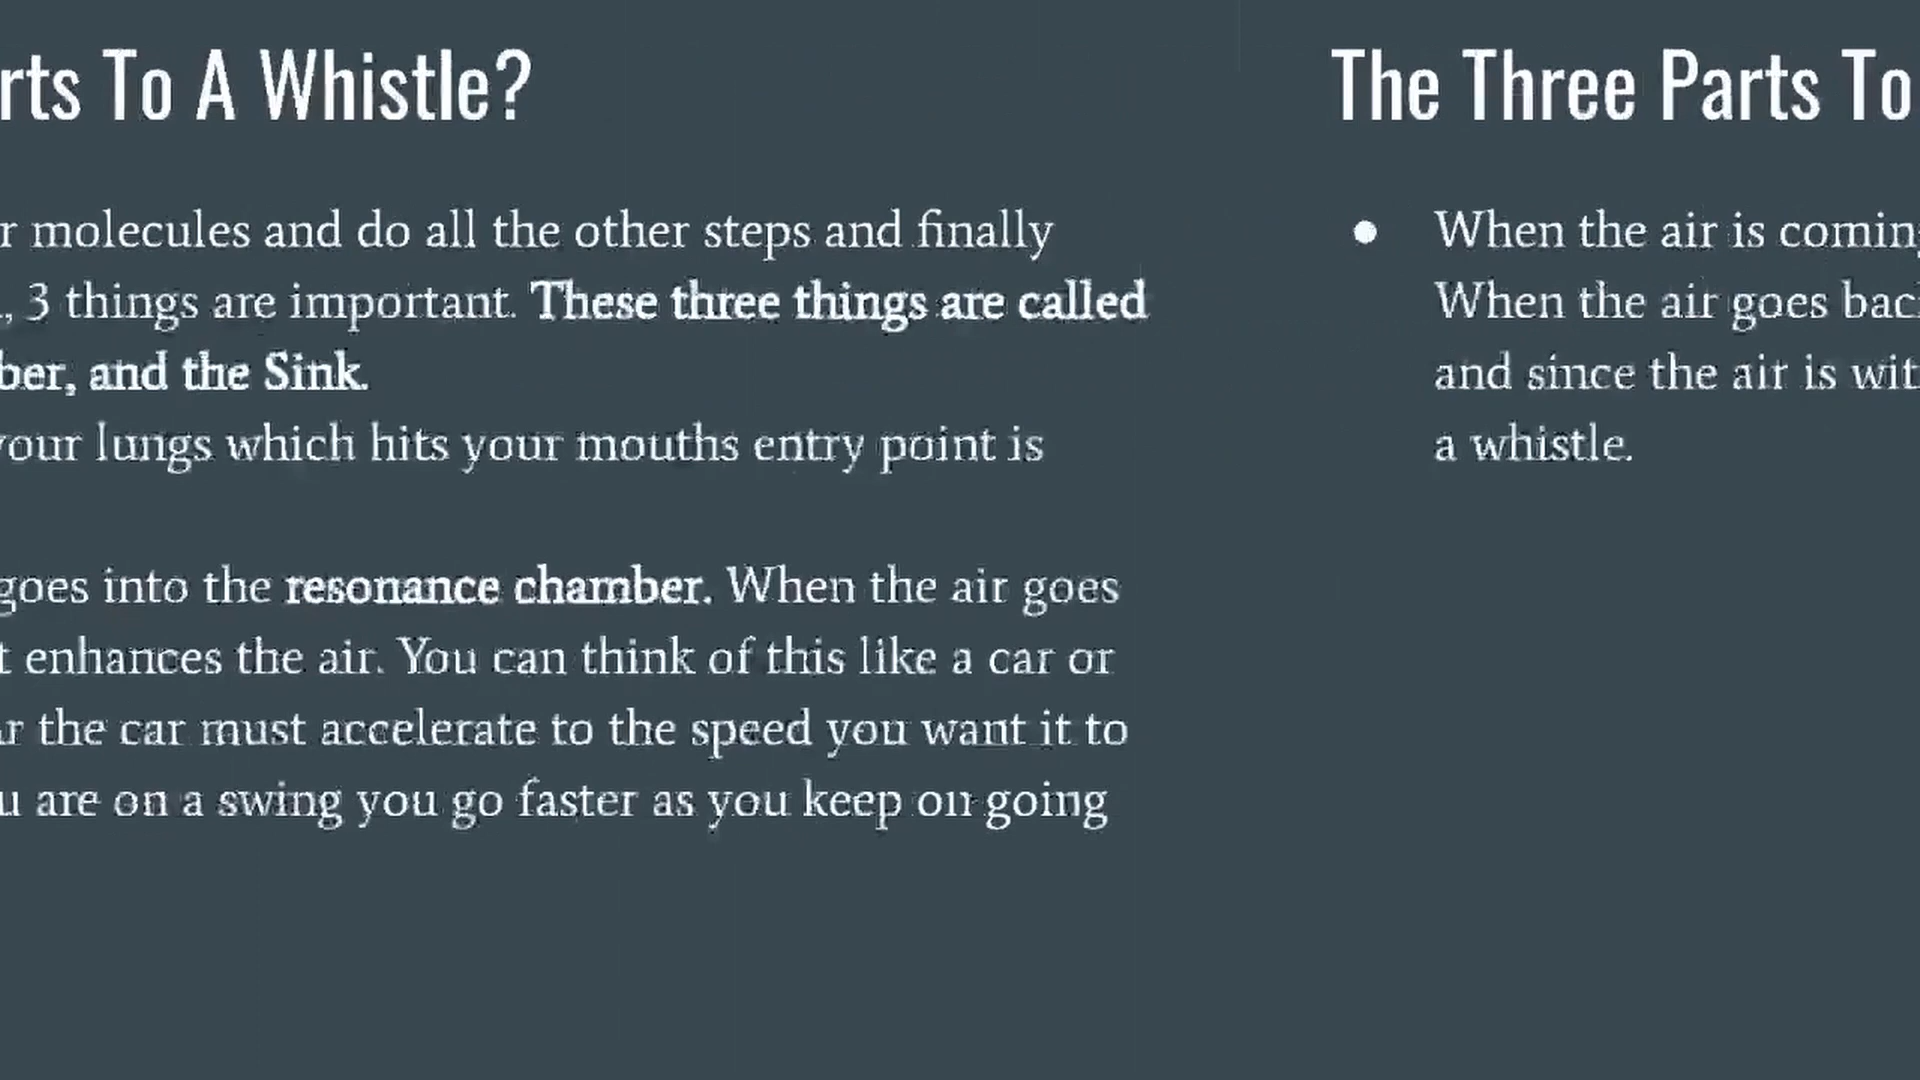 rts To A Whistle?
r molecules and do all the other steps and finally
, 3 things are important. These three things are called
ber, and the Sink.
your lungs which hits your mouths entry point is
goes into the resonance chamber. When the air goes
t enhances the air. You can think of this like a car or
r the car must accelerate to the speed you want it to
u are on a swing you go faster as you keep on going
The Three Parts To
● When the air is coming
When the air goes bac
and since the air is wit
a whistle.